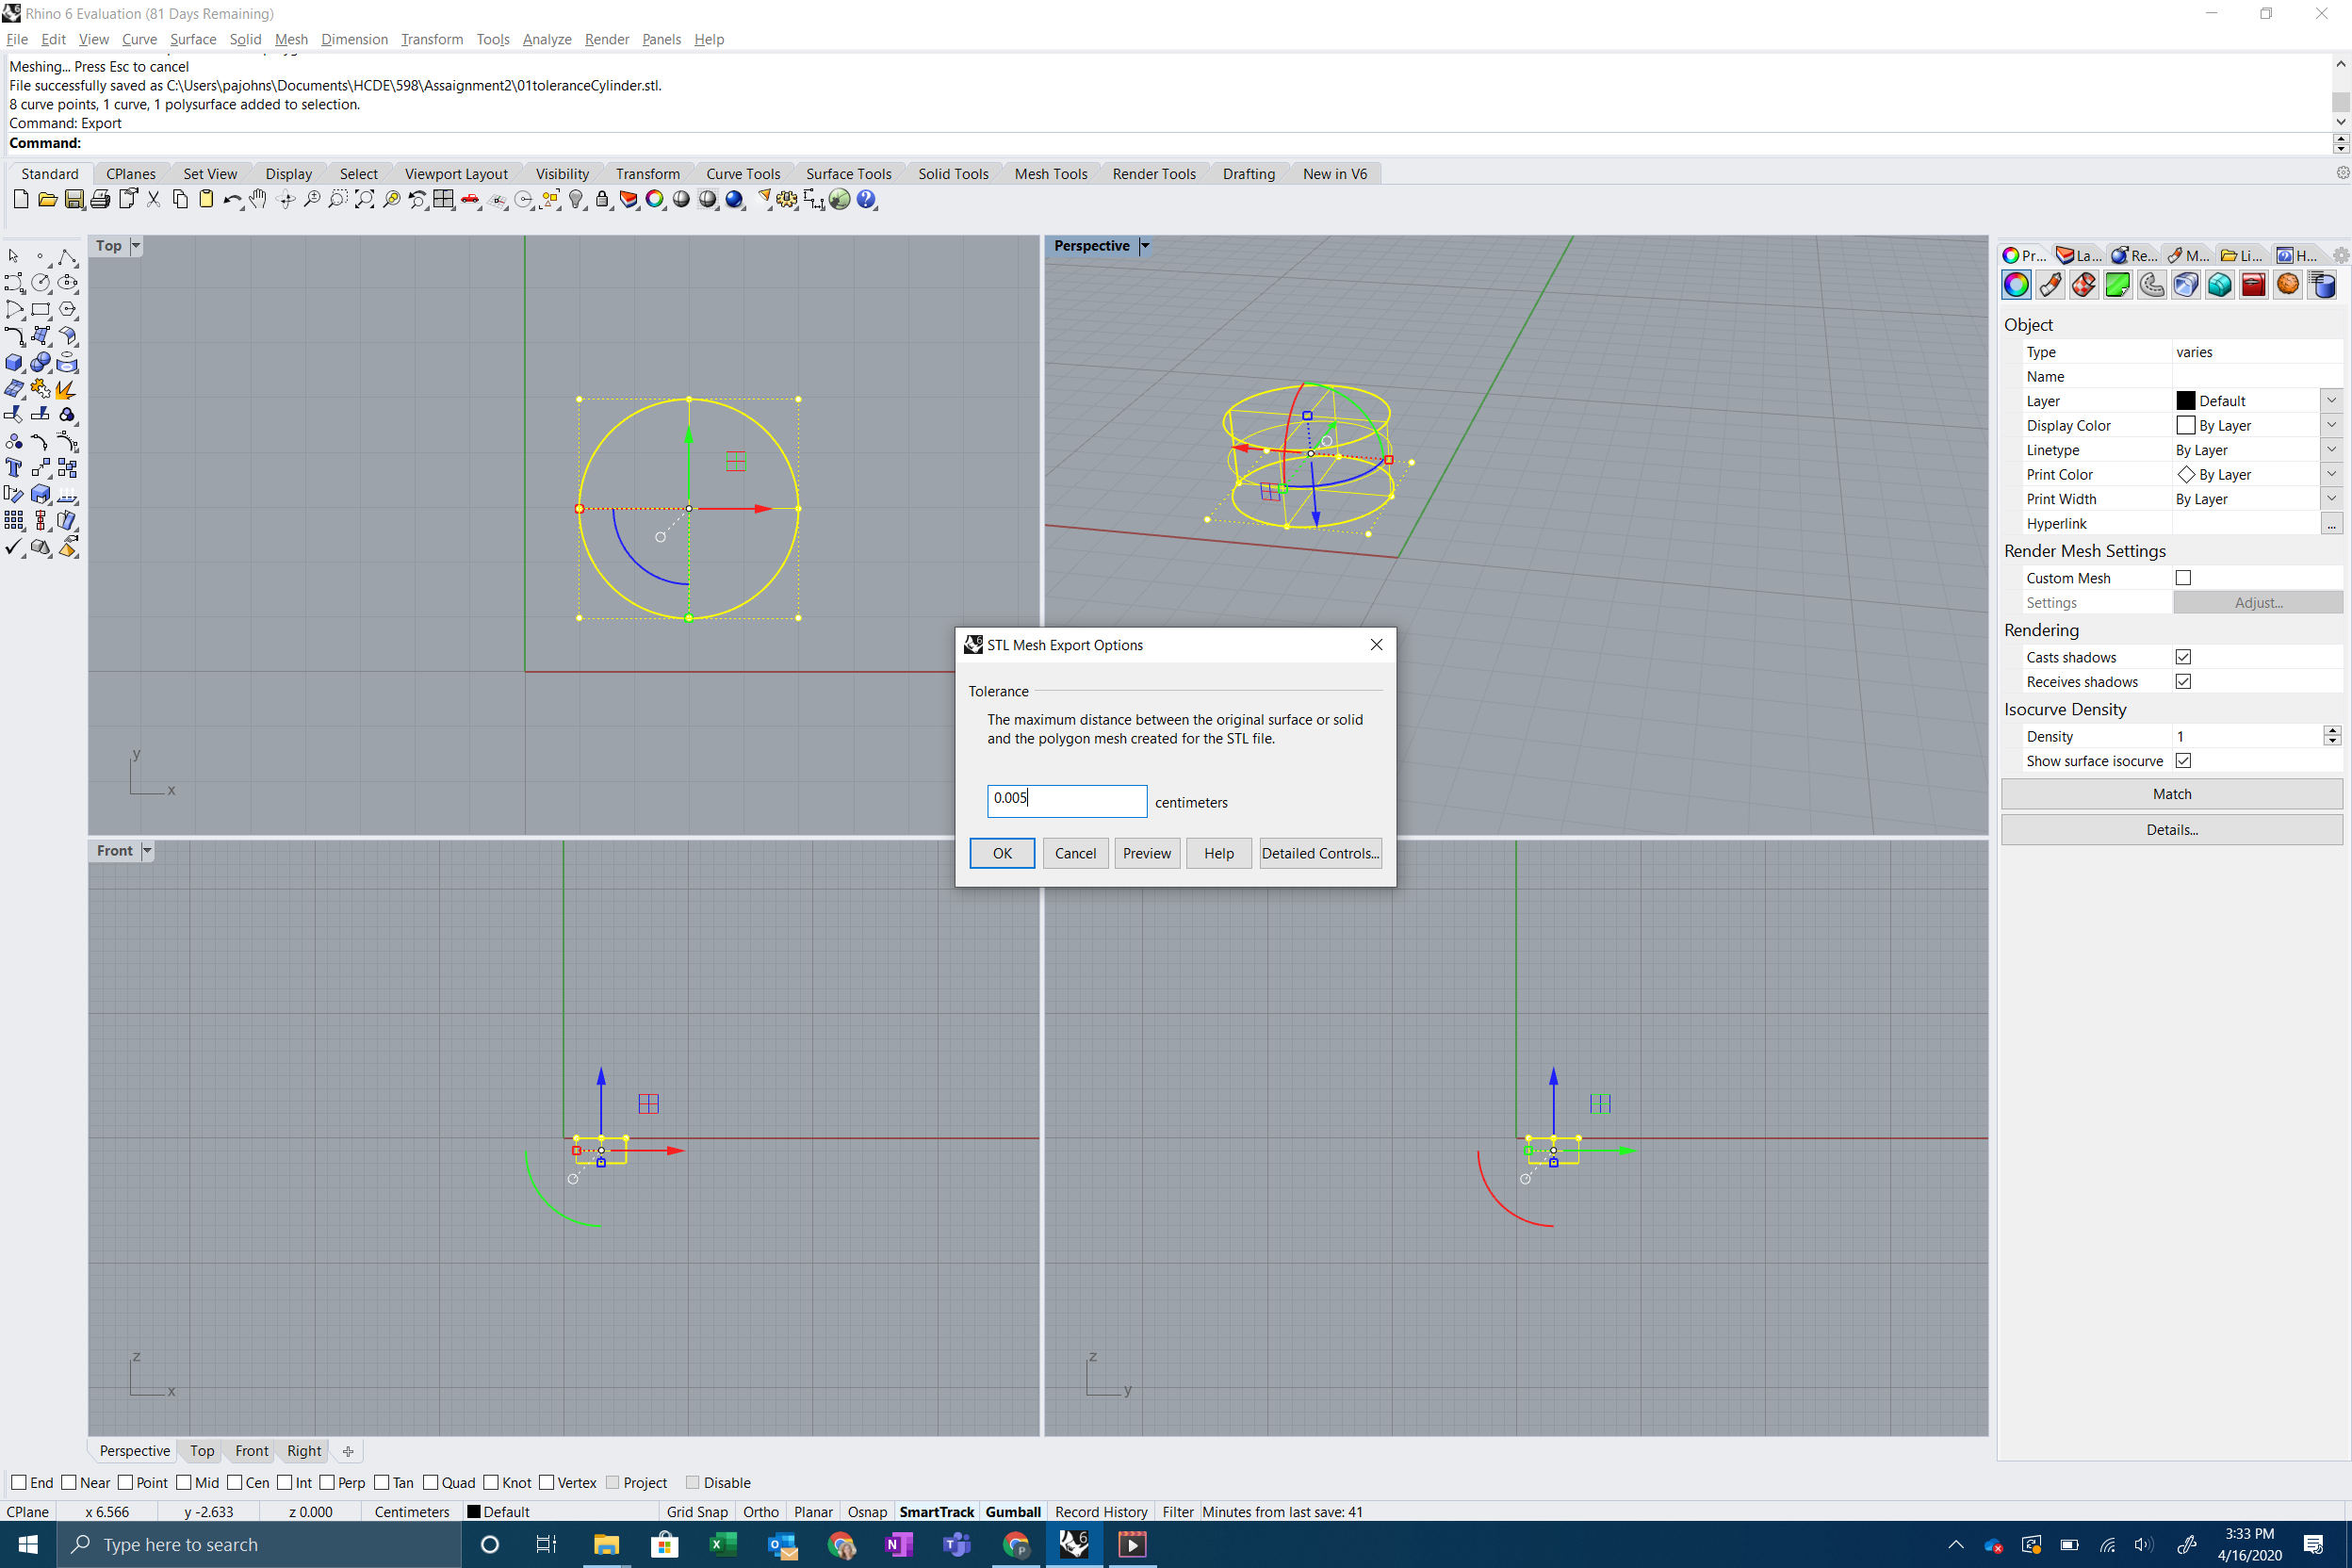 Rhino 6 Evaluation (81 Days Remaining)
File Edit View Curve Surface Solid Mesh Dimension Transform Tools Analyze Render Panels Help
Meshing... Press Esc to cancel
File successfully saved as C:\Users\pajohns\Documents\HCDE\598\Assaignment2\01toleranceCylinder.stl.
8 curve points, 1 curve, 1 polysurface added to selection.
Command: Export
Command:
Standard CPlanes Set View Display Select Viewport Layout Visibility Transform Curve Tools Surface Tools Solid Tools Mesh Tools Render Tools Drafting New in V6
Top
Perspective
Pr... La... Re... M... Li... H...
Object
Type varies
Name
Layer Default
Display Color By Layer
Linetype By Layer
Print Color By Layer
Print Width By Layer
Hyperlink ...
Render Mesh Settings
Custom Mesh
Settings Adjust...
Rendering
Casts shadows
Receives shadows
Isocurve Density
Density 1
Show surface isocurve
Match
Details...
y
x
STL Mesh Export Options
Tolerance
The maximum distance between the original surface or solid
and the polygon mesh created for the STL file.
0.005 centimeters
OK Cancel Preview Help Detailed Controls...
Front
z
x
z
y
Perspective Top Front Right
End Near Point Mid Cen Int Perp Tan Quad Knot Vertex Project Disable
CPlane x 6.566 y -2.633 z 0.000 Centimeters Default Grid Snap Ortho Planar Osnap SmartTrack Gumball Record History Filter Minutes from last save: 41
Type here to search
3:33 PM
4/16/2020